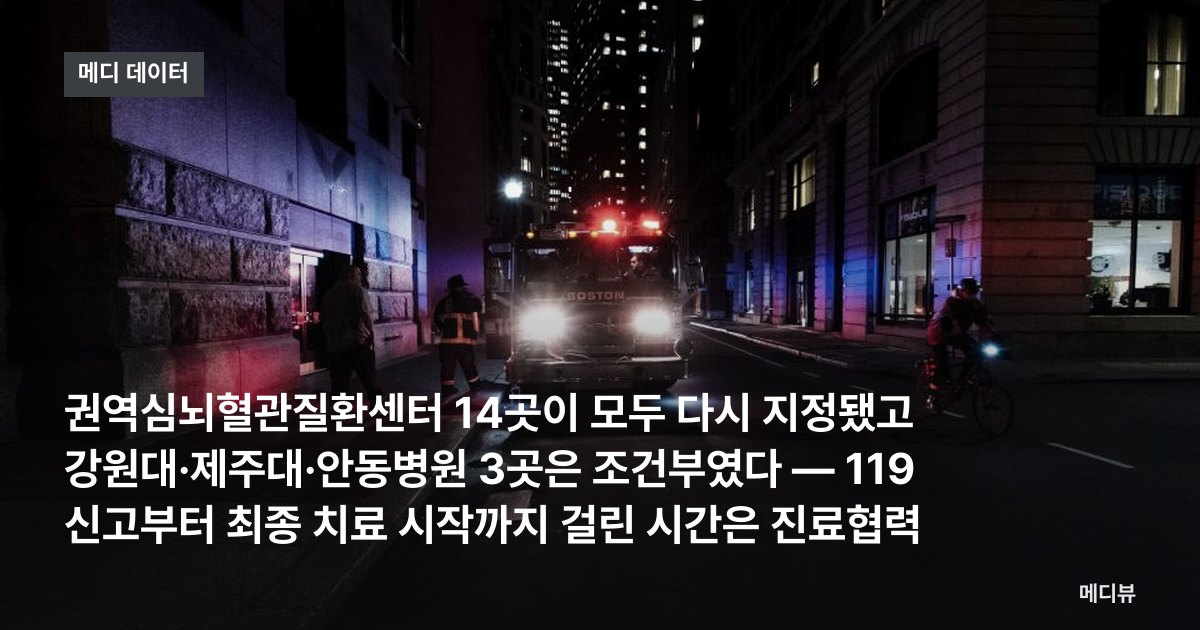 메디 데이터
BOSTON
권역심뇌혈관질환센터 14곳이 모두 다시 지정됐고
강원대·제주대·안동병원 3곳은 조건부였다 — 119
신고부터 최종 치료 시작까지 걸린 시간은 진료협력
메디뷰